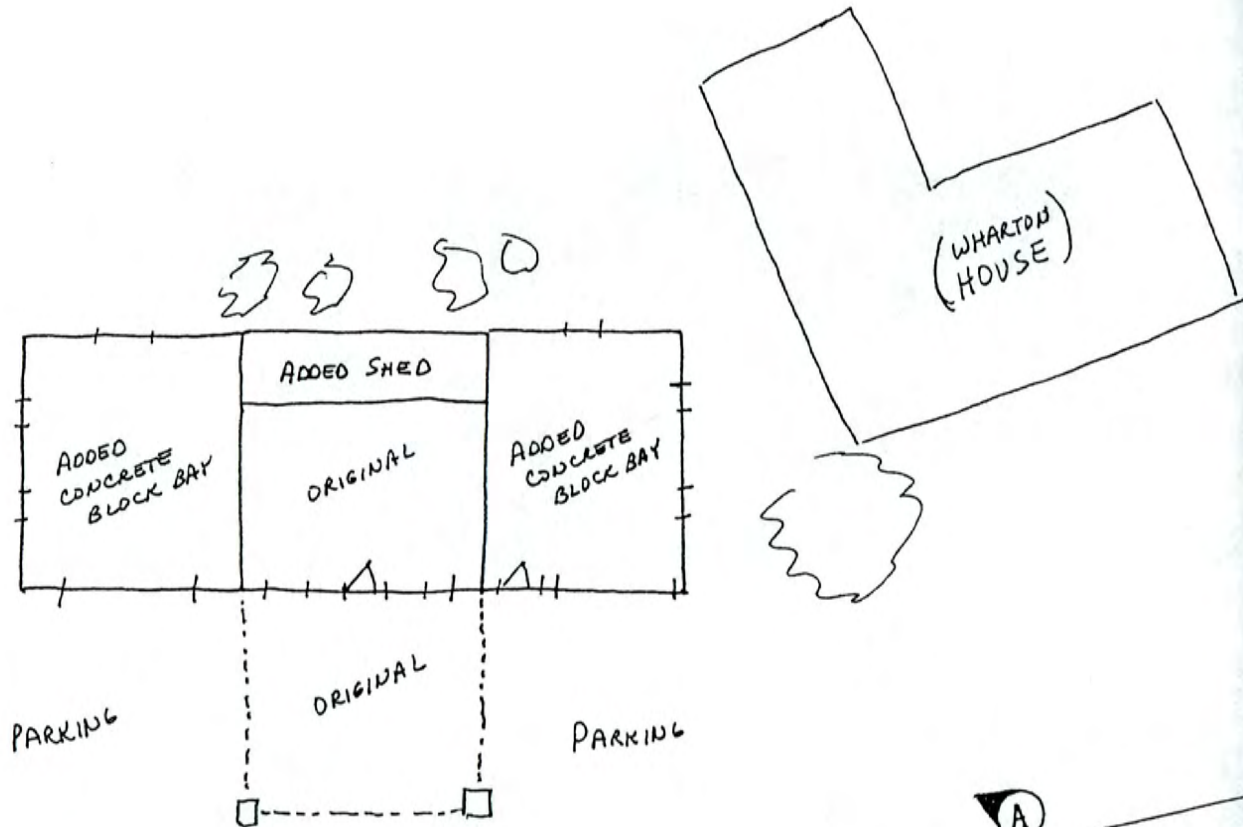 (WHARTON
HOUSE)
ADDED SHED
ADDED
CONCRETE
BLOCK BAY
ORIGINAL
ADDED
CONCRETE
BLOCK BAY
ORIGINAL
PARKING
PARKING
A